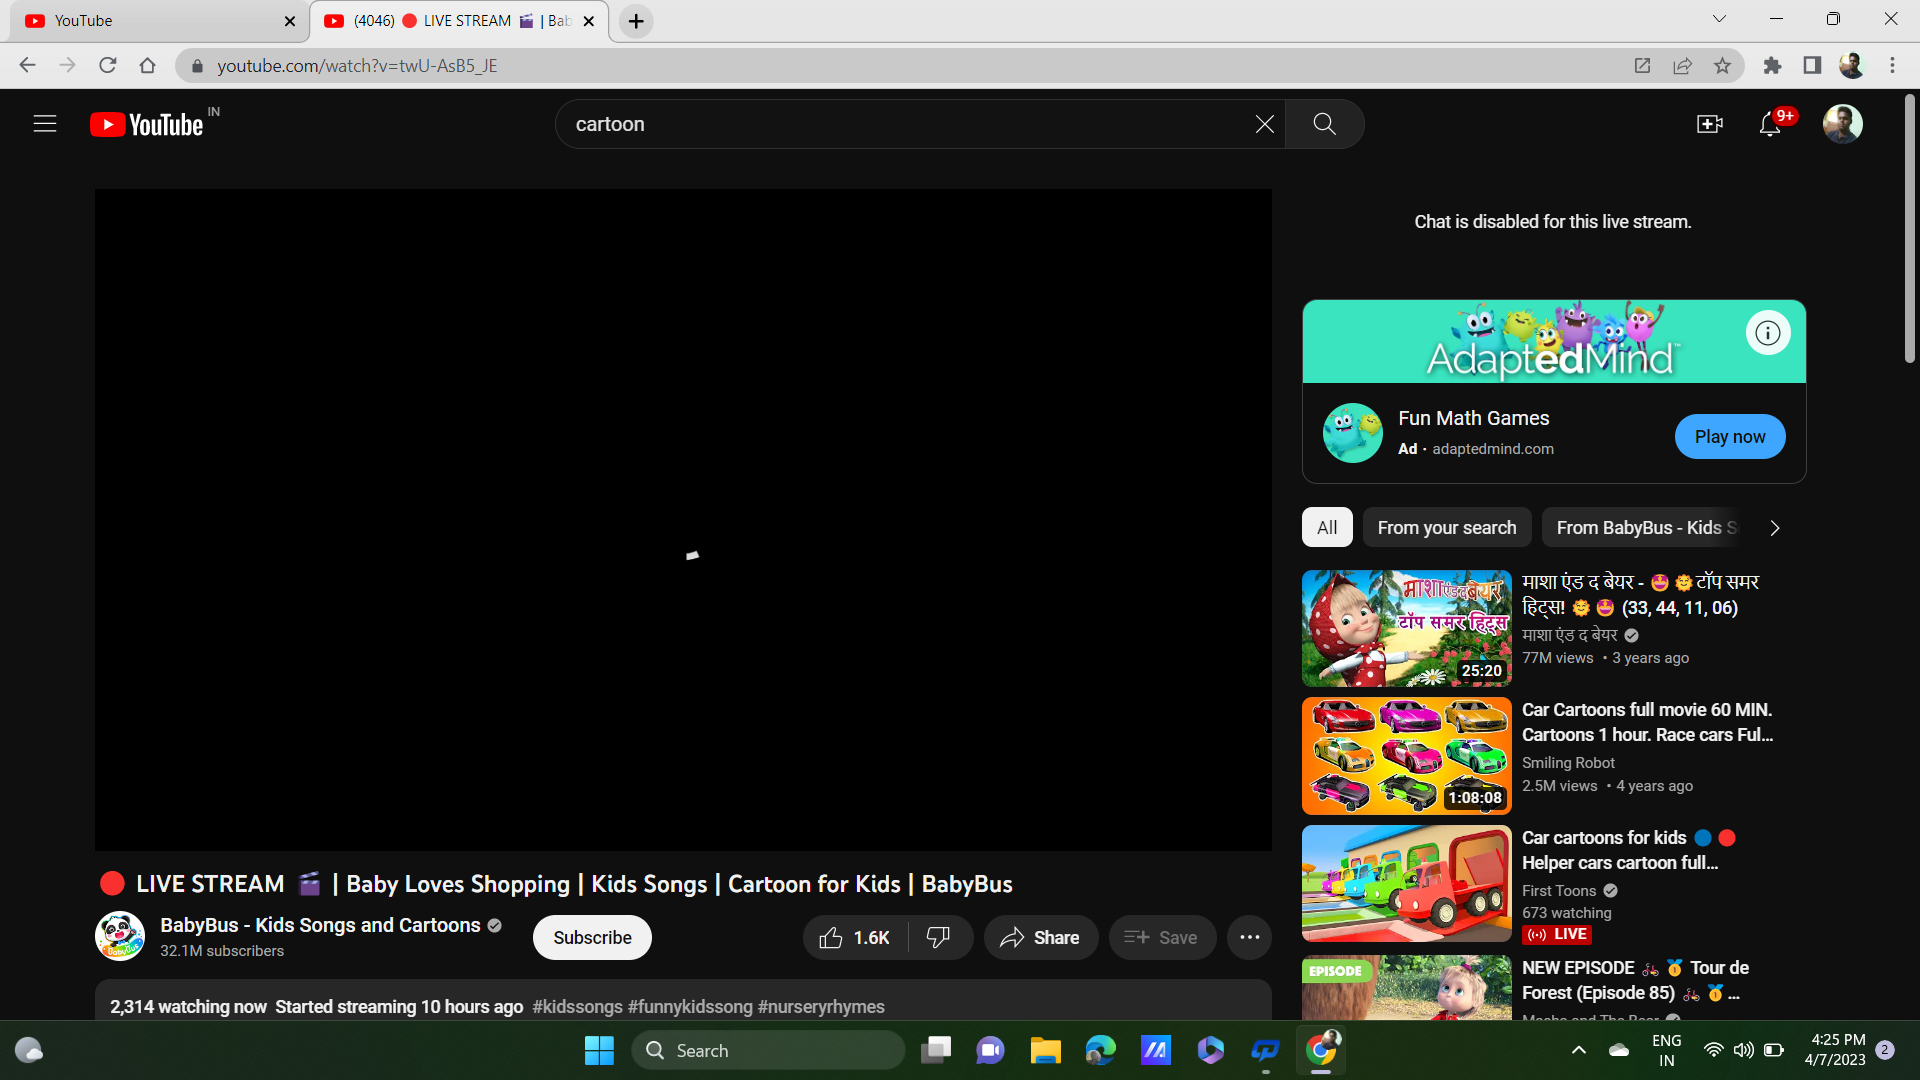 YouTube
(4046) 🔴 LIVE STREAM 🎬 | Bab
youtube.com/watch?v=twU-AsB5_JE
YouTube IN
cartoon
9+
Chat is disabled for this live stream.
AdaptedMind™
Fun Math Games
Ad · adaptedmind.com
Play now
All
From your search
From BabyBus - Kids S
माशा एंड द बेयर
टॉप समर हिट्स
25:20
माशा एंड द बेयर - 🤩 🌞 टॉप समर
हिट्स! 🌞 🤩 (33, 44, 11, 06)
माशा एंड द बेयर
77M views • 3 years ago
1:08:08
Car Cartoons full movie 60 MIN.
Cartoons 1 hour. Race cars Ful...
Smiling Robot
2.5M views • 4 years ago
Car cartoons for kids 🔵 🔴
Helper cars cartoon full...
First Toons
673 watching
LIVE
EPISODE
NEW EPISODE 🚲 🥇 Tour de
Forest (Episode 85) 🚲 🥇 ...
Masha and The Bear
🔴 LIVE STREAM 🎬 | Baby Loves Shopping | Kids Songs | Cartoon for Kids | BabyBus
BabyBus
BabyBus - Kids Songs and Cartoons
32.1M subscribers
Subscribe
1.6K
Share
Save
2,314 watching now Started streaming 10 hours ago #kidssongs #funnykidssong #nurseryrhymes
Search
ENG
IN
4:25 PM
4/7/2023
2